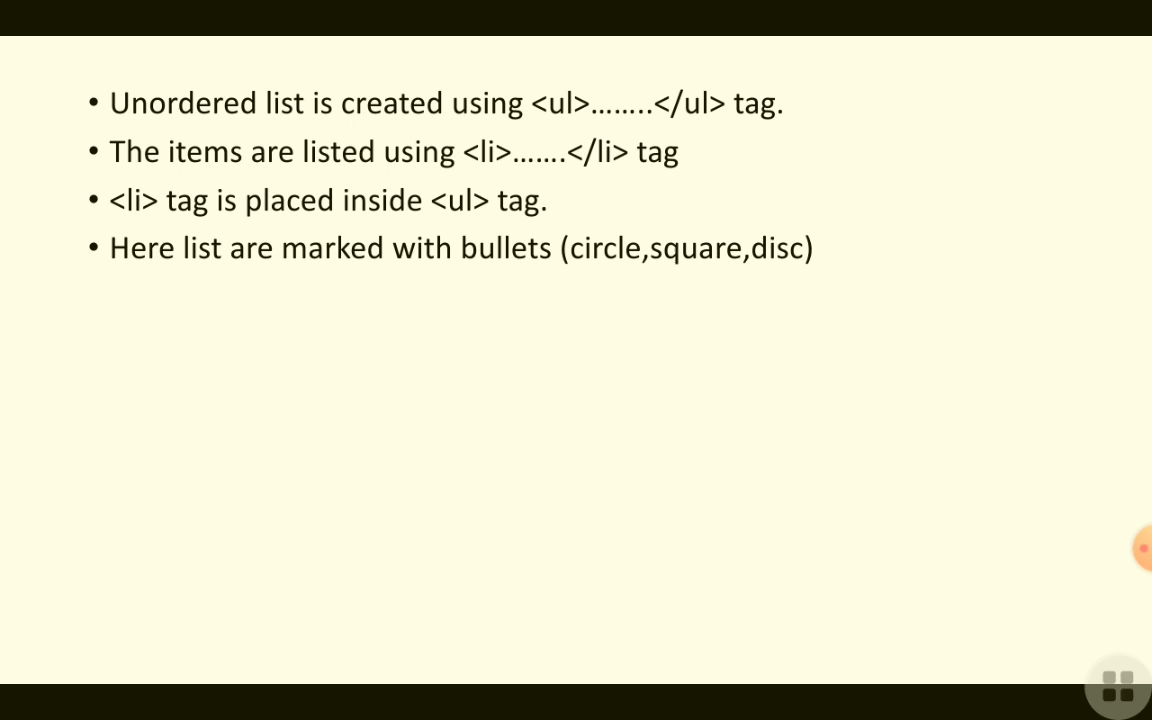 • Unordered list is created using <ul>……..</ul> tag.
• The items are listed using <li>…….</li> tag
• <li> tag is placed inside <ul> tag.
• Here list are marked with bullets (circle,square,disc)